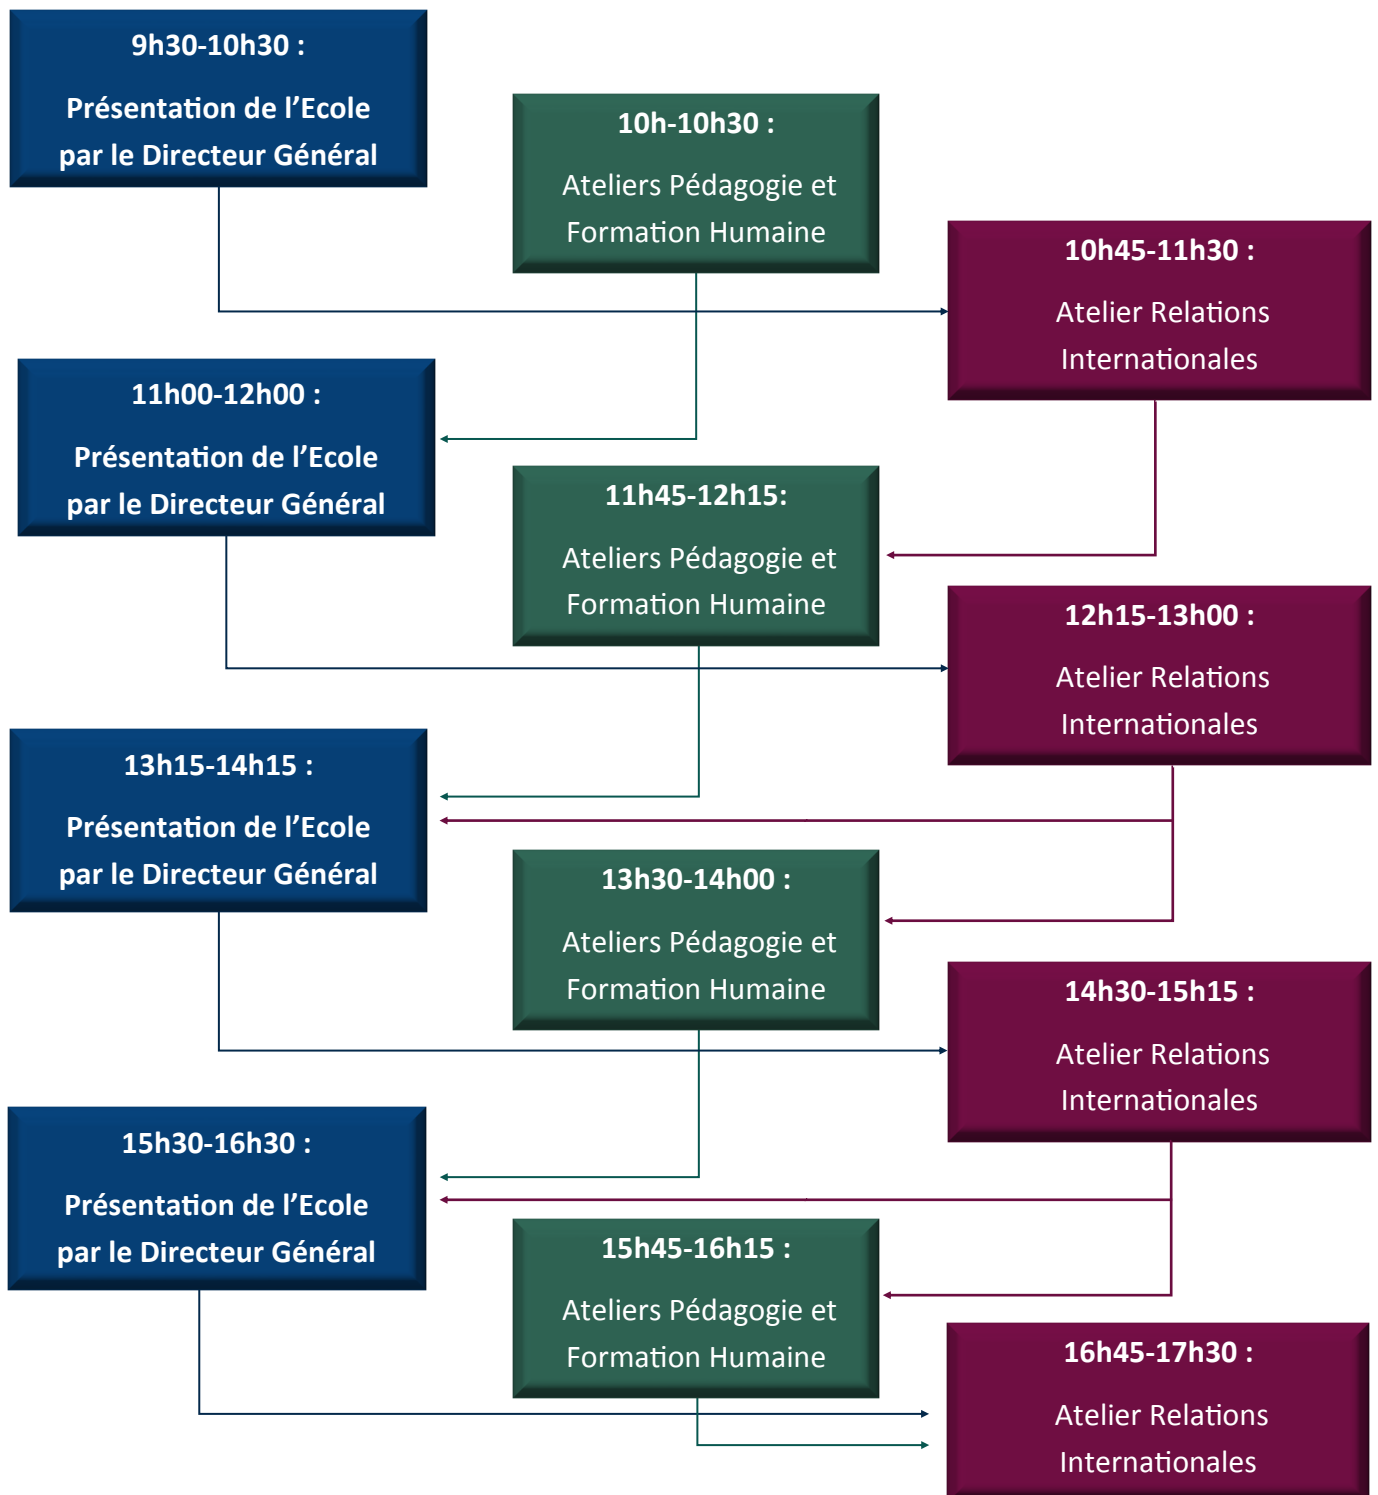 9h30-10h30 :
Présentation de l’Ecole
par le Directeur Général
10h-10h30 :
Ateliers Pédagogie et
Formation Humaine
10h45-11h30 :
Atelier Relations
Internationales
11h00-12h00 :
Présentation de l’Ecole
par le Directeur Général
11h45-12h15:
Ateliers Pédagogie et
Formation Humaine
12h15-13h00 :
Atelier Relations
Internationales
13h15-14h15 :
Présentation de l’Ecole
par le Directeur Général
13h30-14h00 :
Ateliers Pédagogie et
Formation Humaine
14h30-15h15 :
Atelier Relations
Internationales
15h30-16h30 :
Présentation de l’Ecole
par le Directeur Général
15h45-16h15 :
Ateliers Pédagogie et
Formation Humaine
16h45-17h30 :
Atelier Relations
Internationales